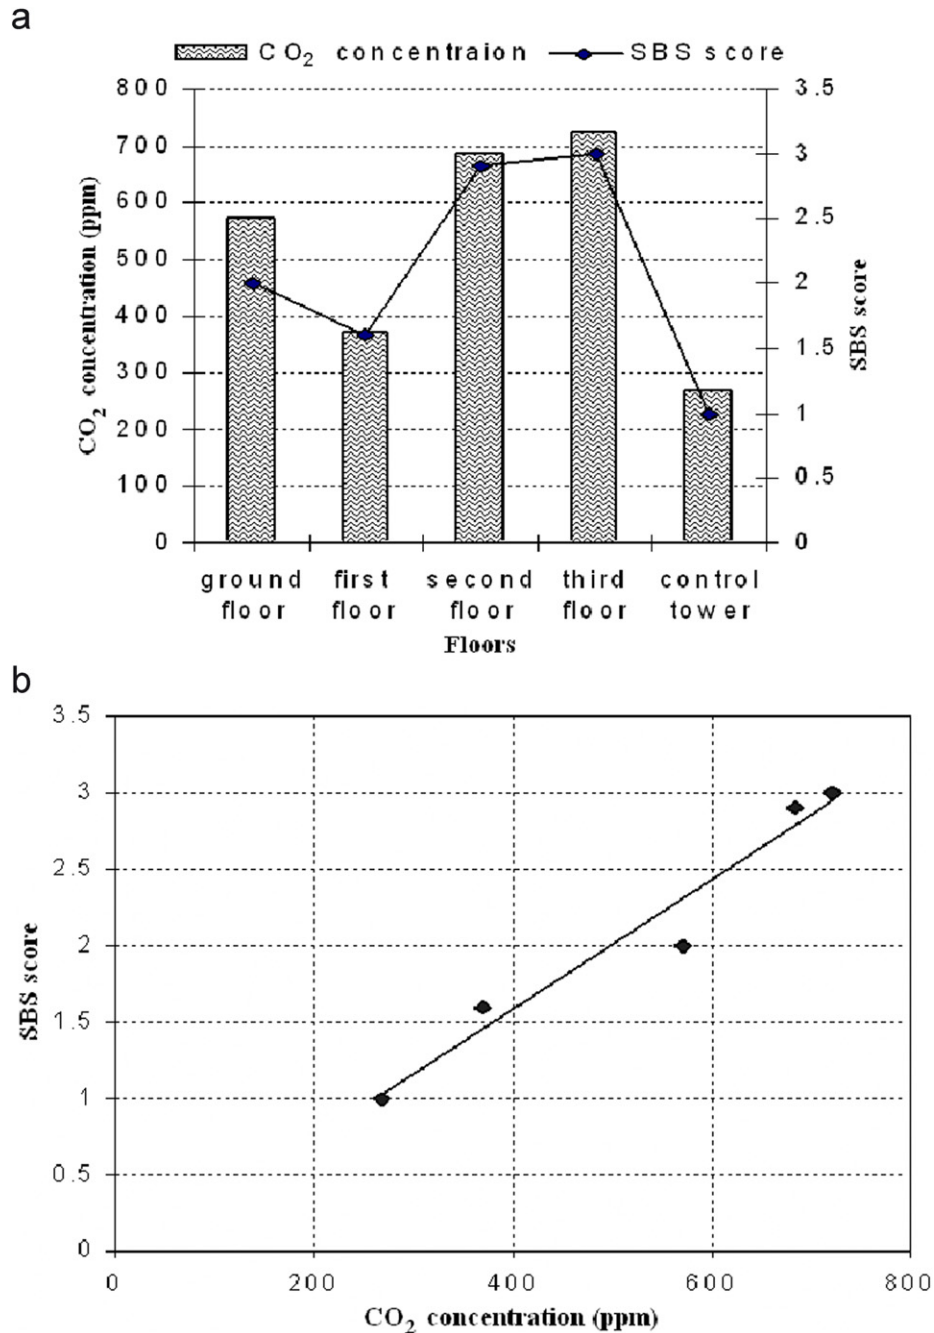 a
CO₂ concentraion SBS score
800
700
600
500
400
300
200
100
0
CO₂ concentration (ppm)
3.5
3
2.5
2
1.5
1
0.5
0
SBS score
ground floor
first floor
second floor
third floor
control tower
Floors
b
3.5
3
2.5
2
1.5
1
0.5
0
SBS score
0 200 400 600 800
CO₂ concentration (ppm)